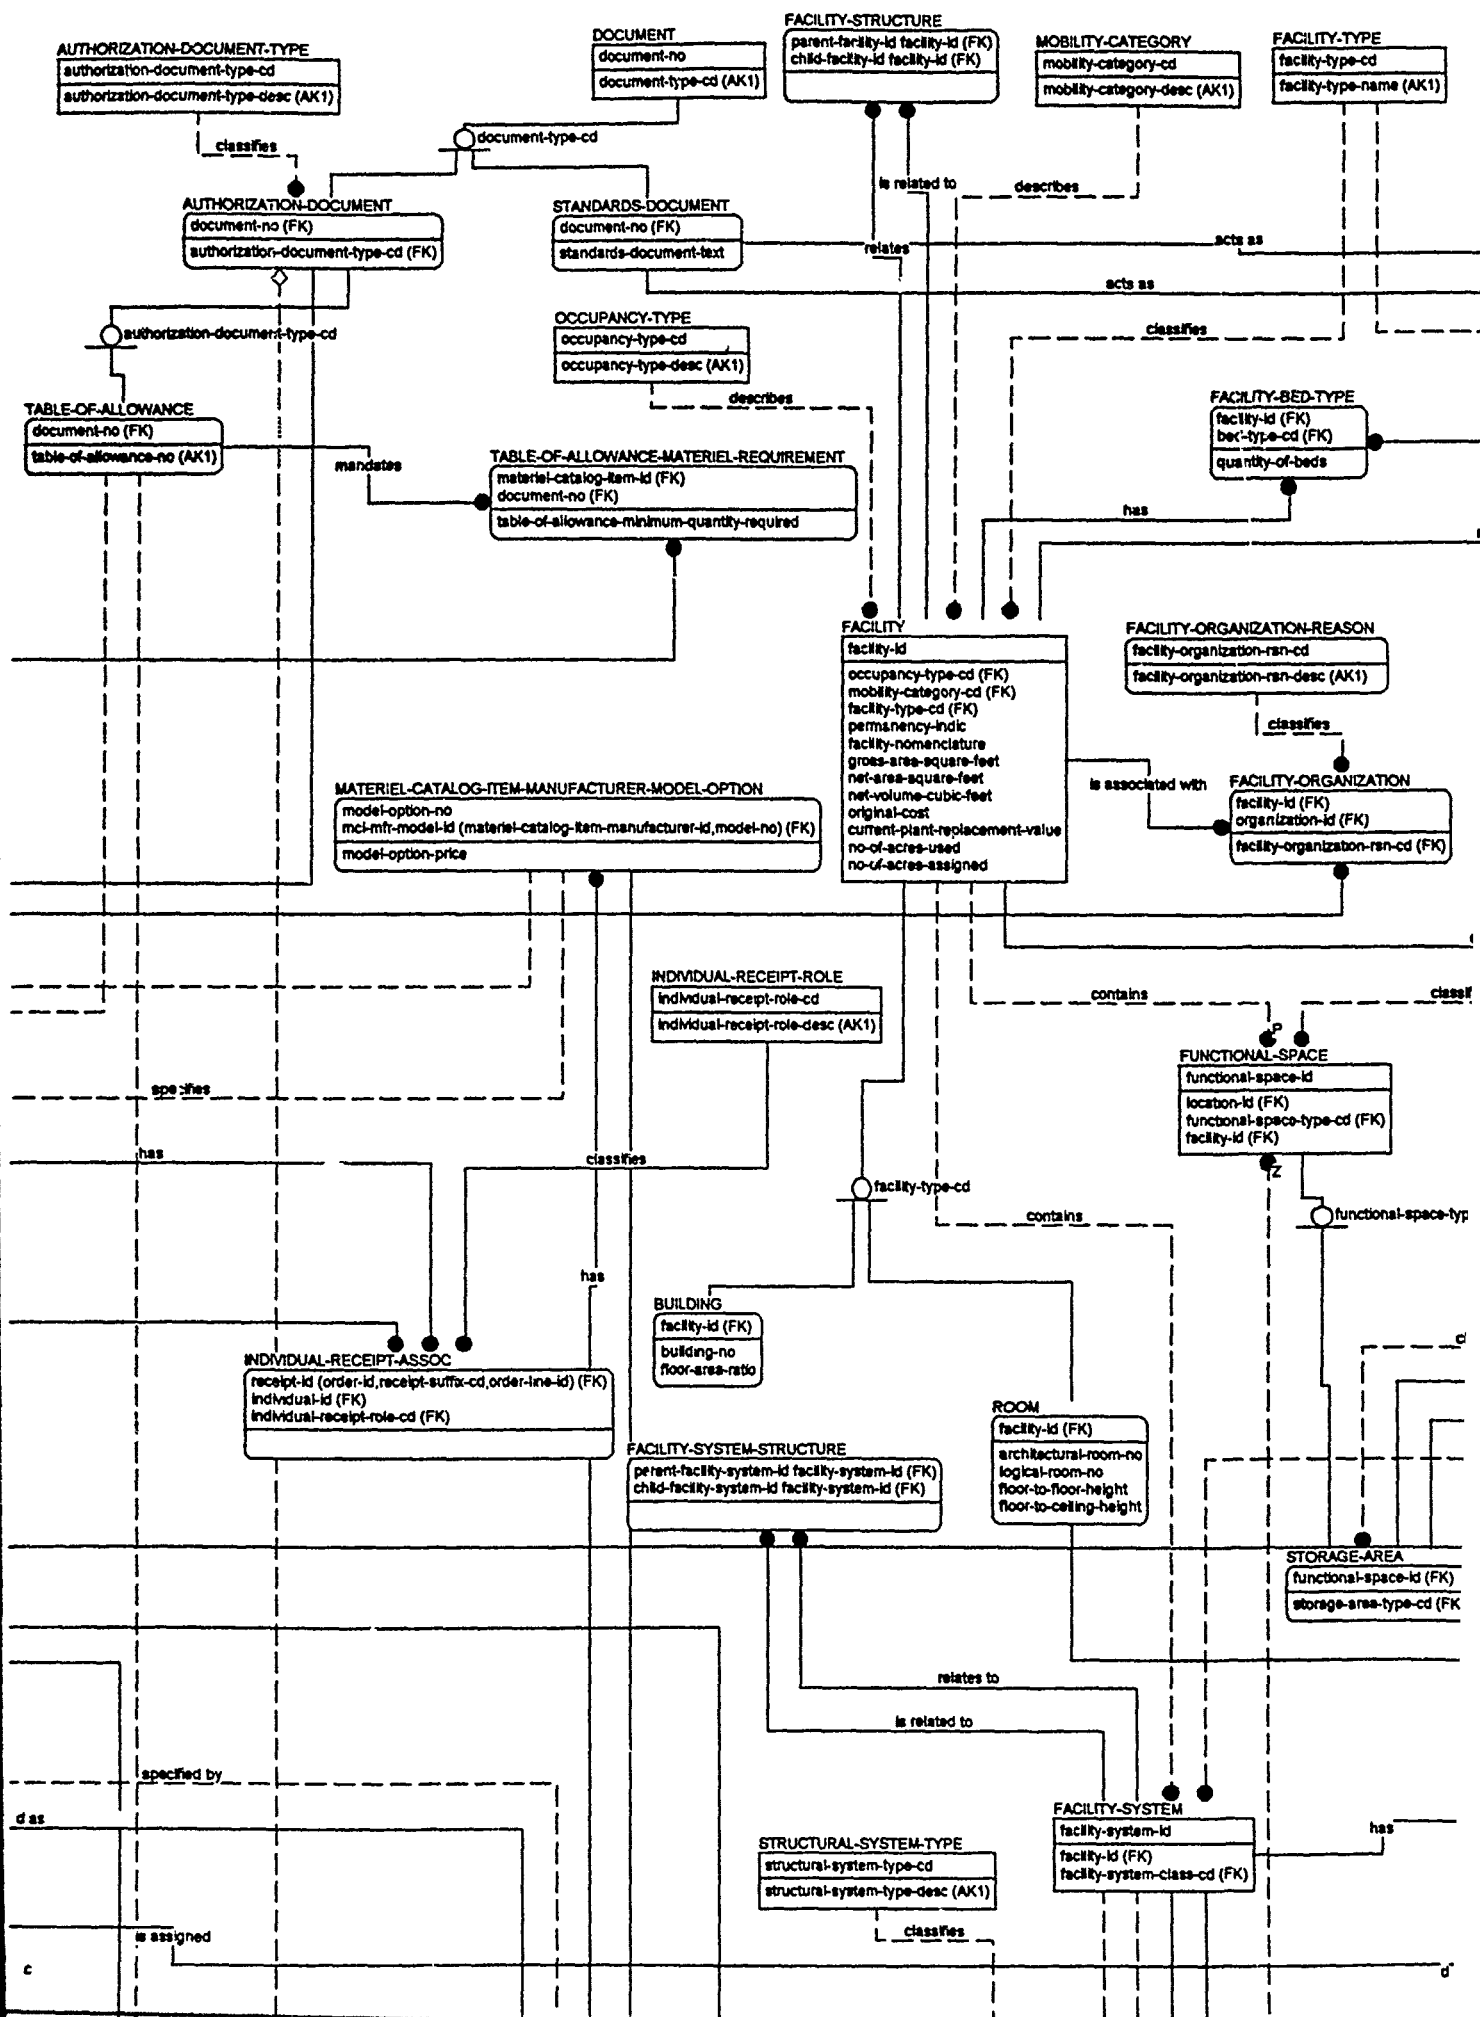 AUTHORIZATION-DOCUMENT-TYPE
authorization-document-type-cd
authorization-document-type-desc (AK1)
classifies
DOCUMENT
document-no
document-type-cd (AK1)
document-type-cd
FACILITY-STRUCTURE
parent-facility-id facility-id (FK)
child-facility-id facility-id (FK)
is related to
relates
MOBILITY-CATEGORY
mobility-category-cd
mobility-category-desc (AK1)
describes
FACILITY-TYPE
facility-type-cd
facility-type-name (AK1)
classifies
AUTHORIZATION-DOCUMENT
document-no (FK)
authorization-document-type-cd (FK)
authorization-document-type-cd
STANDARDS-DOCUMENT
document-no (FK)
standards-document-text
acts as
acts as
OCCUPANCY-TYPE
occupancy-type-cd
occupancy-type-desc (AK1)
describes
TABLE-OF-ALLOWANCE
document-no (FK)
table-of-allowance-no (AK1)
mandates
TABLE-OF-ALLOWANCE-MATERIEL-REQUIREMENT
materiel-catalog-item-id (FK)
document-no (FK)
table-of-allowance-minimum-quantity-required
FACILITY-BED-TYPE
facility-id (FK)
bed-type-cd (FK)
quantity-of-beds
has
FACILITY
facility-id
occupancy-type-cd (FK)
mobility-category-cd (FK)
facility-type-cd (FK)
permanency-indic
facility-nomenclature
gross-area-square-feet
net-area-square-feet
net-volume-cubic-feet
original-cost
current-plant-replacement-value
no-of-acres-used
no-of-acres-assigned
FACILITY-ORGANIZATION-REASON
facility-organization-rsn-cd
facility-organization-rsn-desc (AK1)
classifies
is associated with
FACILITY-ORGANIZATION
facility-id (FK)
organization-id (FK)
facility-organization-rsn-cd (FK)
MATERIEL-CATALOG-ITEM-MANUFACTURER-MODEL-OPTION
model-option-no
mci-mfr-model-id (materiel-catalog-item-manufacturer-id,model-no) (FK)
model-option-price
INDIVIDUAL-RECEIPT-ROLE
individual-receipt-role-cd
individual-receipt-role-desc (AK1)
contains
classif
P
FUNCTIONAL-SPACE
functional-space-id
location-id (FK)
functional-space-type-cd (FK)
facility-id (FK)
Z
functional-space-typ
specifies
has
classifies
facility-type-cd
contains
has
BUILDING
facility-id (FK)
building-no
floor-area-ratio
INDIVIDUAL-RECEIPT-ASSOC
receipt-id (order-id,receipt-suffix-cd,order-line-id) (FK)
individual-id (FK)
individual-receipt-role-cd (FK)
ROOM
facility-id (FK)
architectural-room-no
logical-room-no
floor-to-floor-height
floor-to-ceiling-height
FACILITY-SYSTEM-STRUCTURE
parent-facility-system-id facility-system-id (FK)
child-facility-system-id facility-system-id (FK)
STORAGE-AREA
functional-space-id (FK)
storage-area-type-cd (FK
relates to
is related to
specified by
d as
FACILITY-SYSTEM
facility-system-id
facility-id (FK)
facility-system-class-cd (FK)
has
STRUCTURAL-SYSTEM-TYPE
structural-system-type-cd
structural-system-type-desc (AK1)
classifies
is assigned
c
d